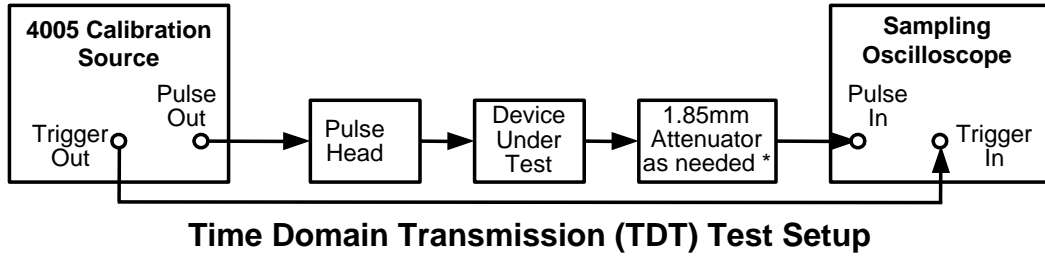 4005 Calibration
Source
Pulse
Out
Trigger
Out
Pulse
Head
Device
Under
Test
1.85mm
Attenuator
as needed *
Sampling
Oscilloscope
Pulse
In
Trigger
In
Time Domain Transmission (TDT) Test Setup